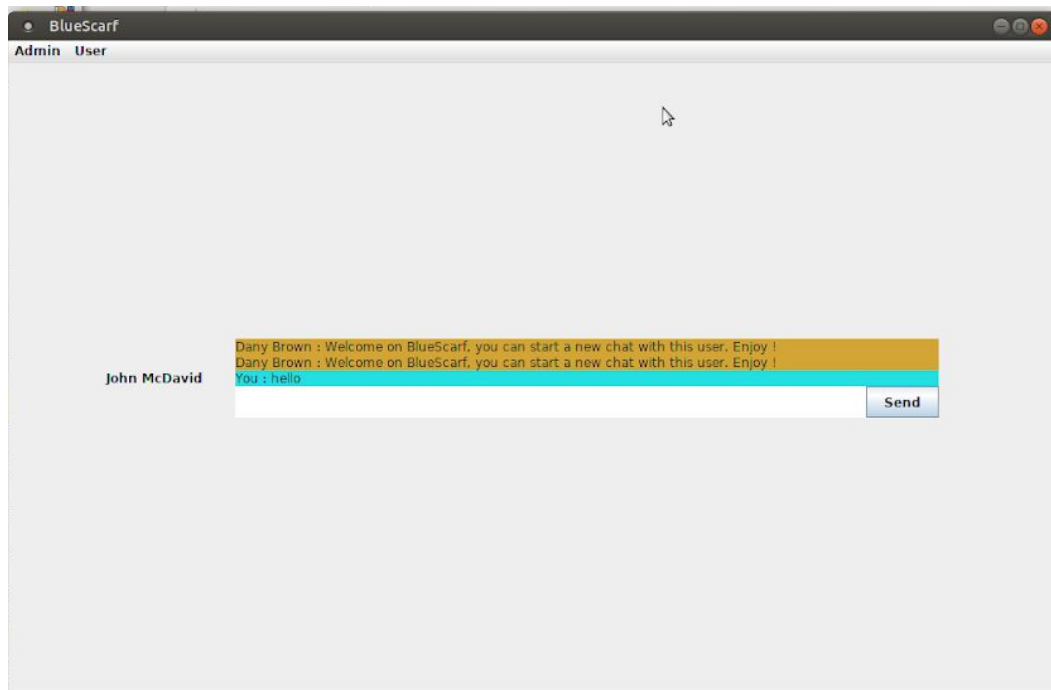 BlueScarf
Admin User
Dany Brown : Welcome on BlueScarf, you can start a new chat with this user. Enjoy !
Dany Brown : Welcome on BlueScarf, you can start a new chat with this user. Enjoy !
John McDavid
You : hello
Send